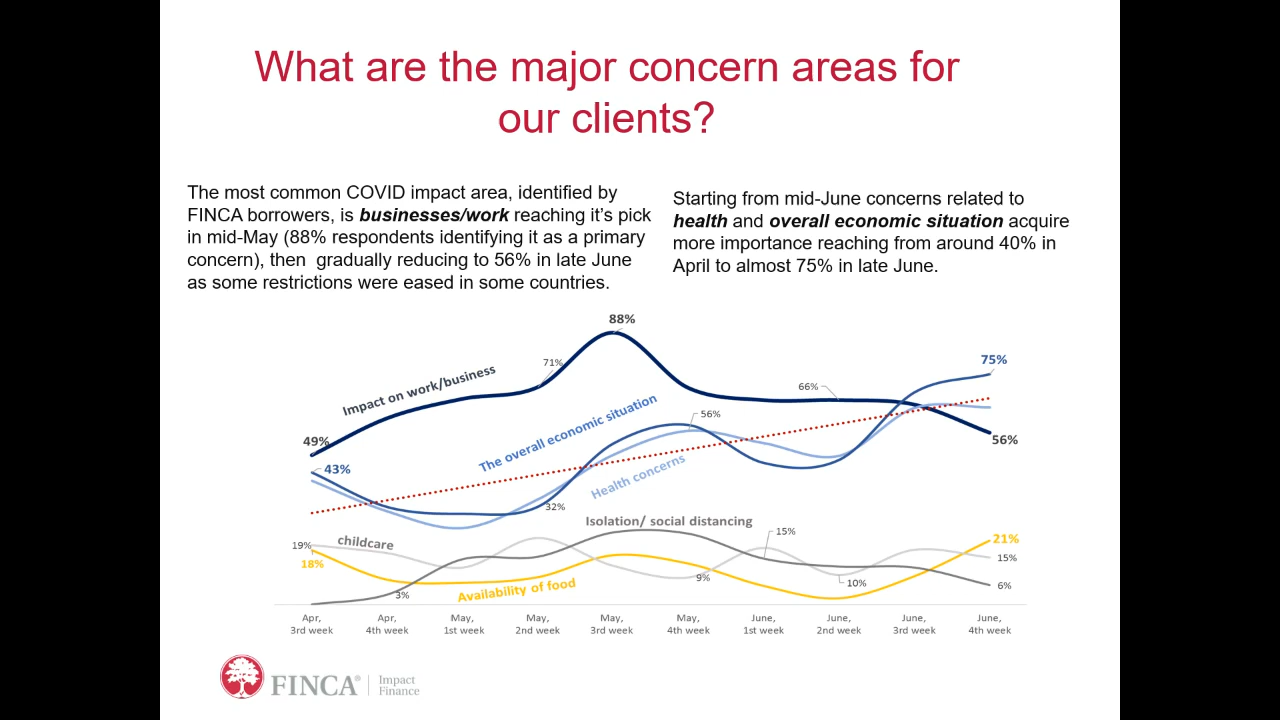 What are the major concern areas for
our clients?
The most common COVID impact area, identified by
FINCA borrowers, is businesses/work reaching it's pick
in mid-May (88% respondents identifying it as a primary
concern), then gradually reducing to 56% in late June
as some restrictions were eased in some countries.
Starting from mid-June concerns related to
health and overall economic situation acquire
more importance reaching from around 40% in
April to almost 75% in late June.
88%
71%
75%
Impact on work/business
66%
The overall economic situation
56%
49%
56%
43%
Health concerns
32%
Isolation/ social distancing
15%
21%
19%
childcare
18%
15%
9%
10%
Availability of food
6%
3%
Apr,
3rd week
Apr,
4th week
May,
1st week
May,
2nd week
May,
3rd week
May,
4th week
June,
1st week
June,
2nd week
June,
3rd week
June,
4th week
FINCA®
Impact
Finance